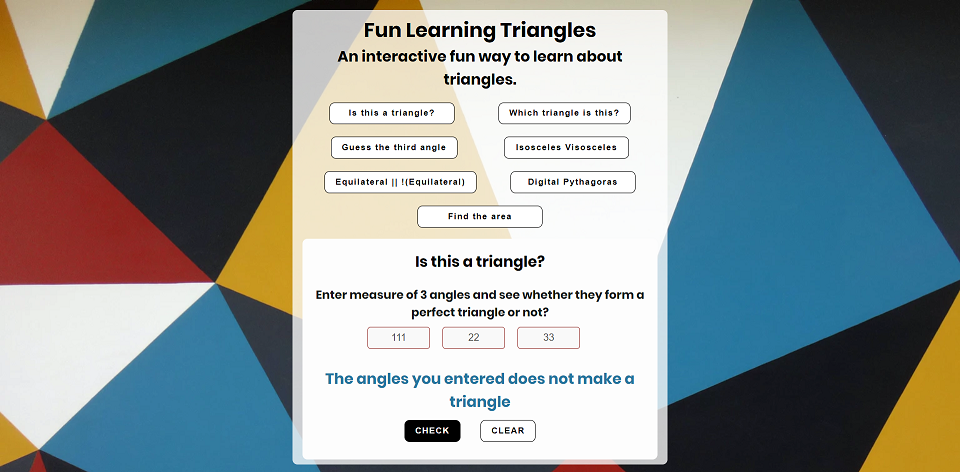 Fun Learning Triangles
An interactive fun way to learn about
triangles.
Is this a triangle?
Which triangle is this?
Guess the third angle
Isosceles Visosceles
Equilateral || !(Equilateral)
Digital Pythagoras
Find the area
Is this a triangle?
Enter measure of 3 angles and see whether they form a
perfect triangle or not?
111 22 33
The angles you entered does not make a
triangle
CHECK CLEAR